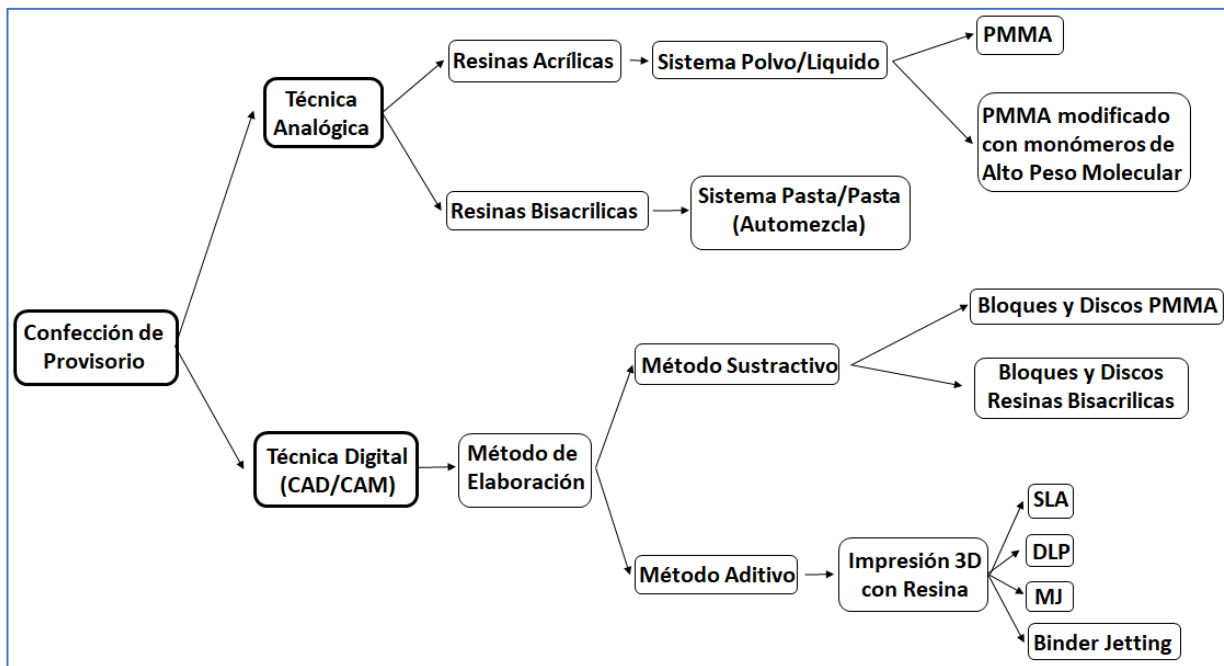 Confección de
Provisorio
Técnica
Analógica
Resinas Acrílicas
Sistema Polvo/Liquido
PMMA
PMMA modificado
con monómeros de
Alto Peso Molecular
Resinas Bisacrilicas
Sistema Pasta/Pasta
(Automezcla)
Técnica Digital
(CAD/CAM)
Método de
Elaboración
Método Sustractivo
Bloques y Discos PMMA
Bloques y Discos
Resinas Bisacrilicas
Método Aditivo
Impresión 3D
con Resina
SLA
DLP
MJ
Binder Jetting